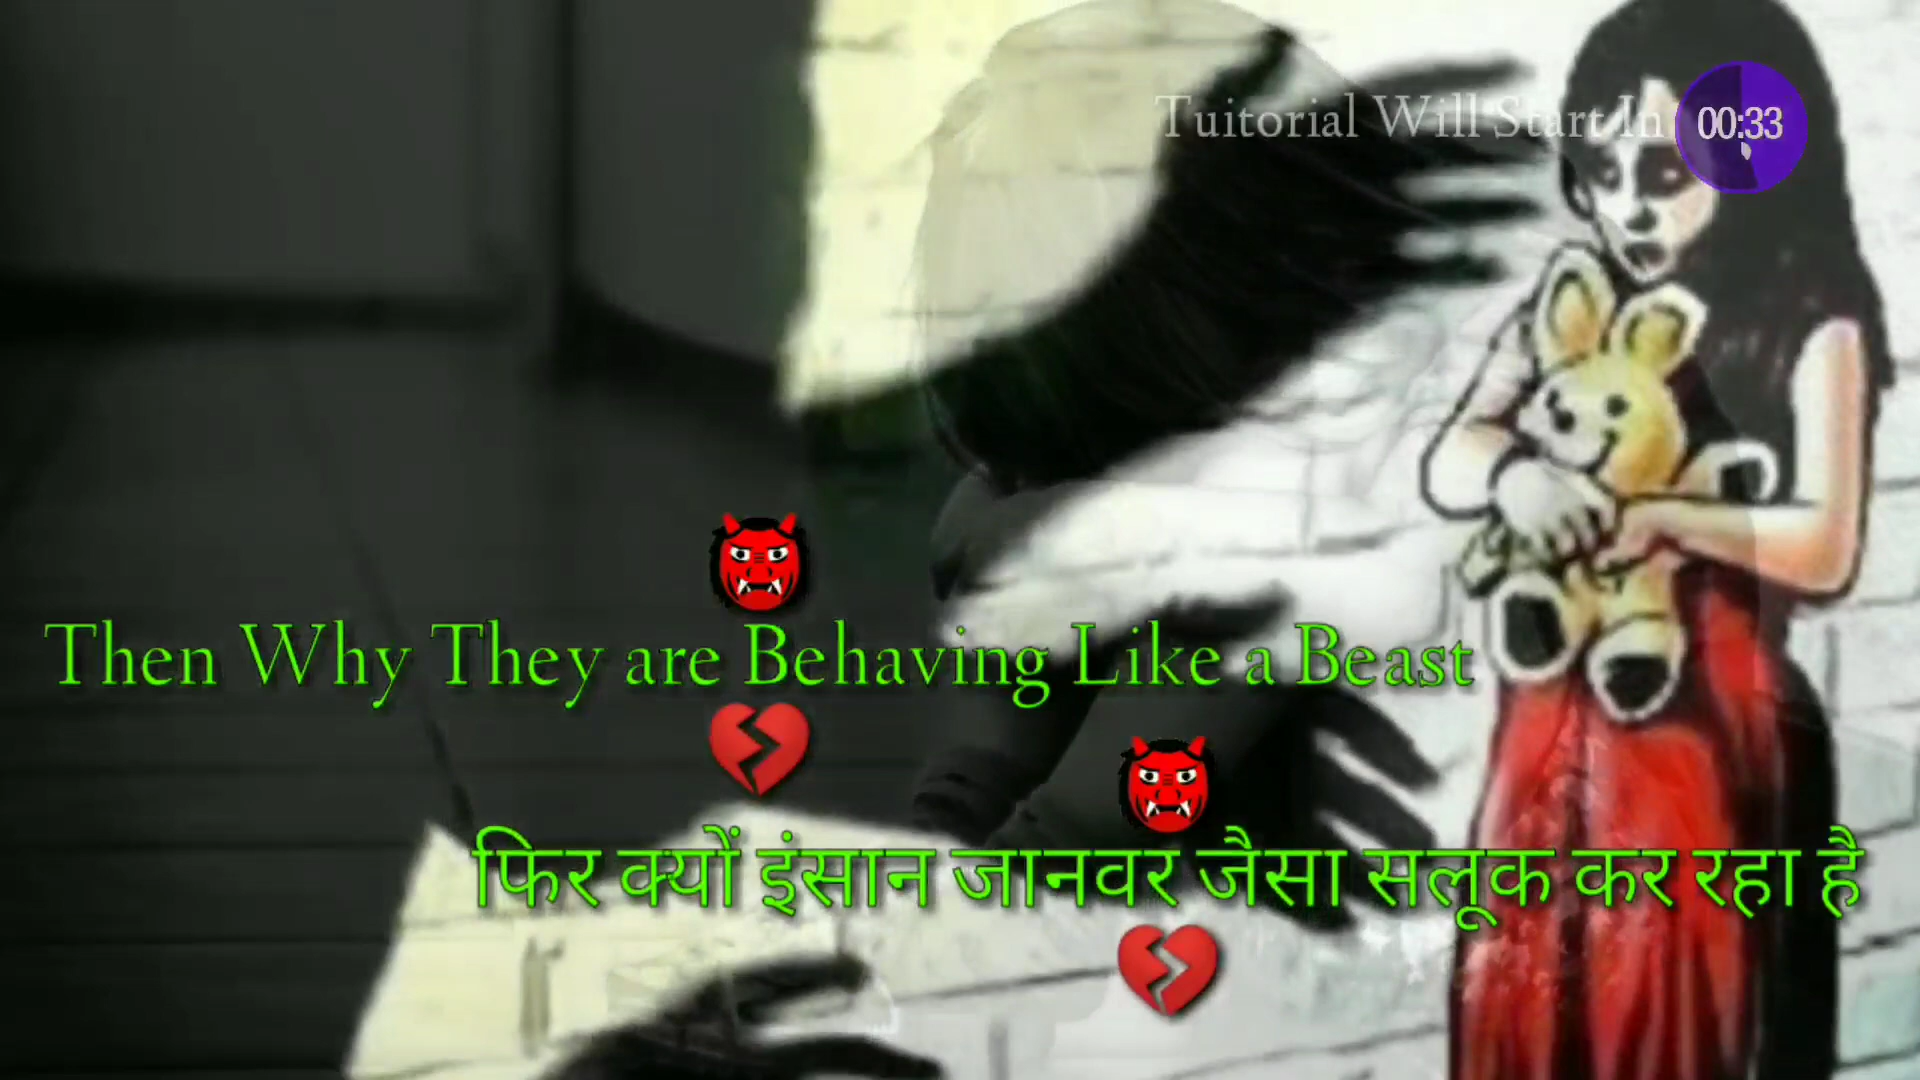 Tuitorial Will Start In 00:33
Then Why They are Behaving Like a Beast
फिर क्यों इंसान जानवर जैसा सलूक कर रहा है